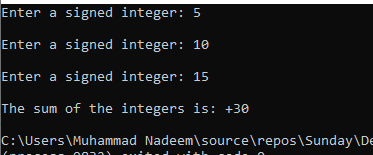 Enter a signed integer: 5
Enter a signed integer: 10
Enter a signed integer: 15
The sum of the integers is: +30
C:\Users\Muhammad Nadeem\source\repos\Sunday\De
(process 9832) exited with code 0